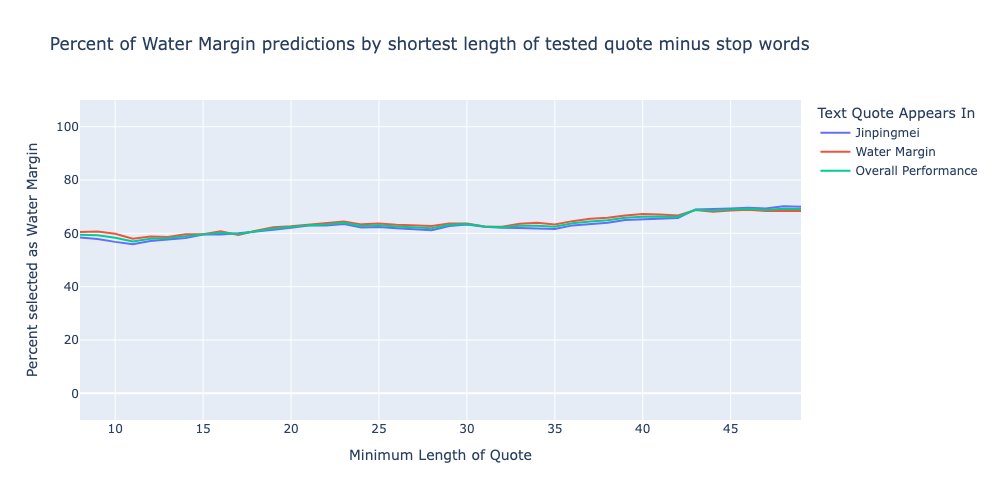 Percent of Water Margin predictions by shortest length of tested quote minus stop words
Percent selected as Water Margin
100
80
60
40
20
0
10
15
20
25
30
35
40
45
Minimum Length of Quote
Text Quote Appears In
Jinpingmei
Water Margin
Overall Performance